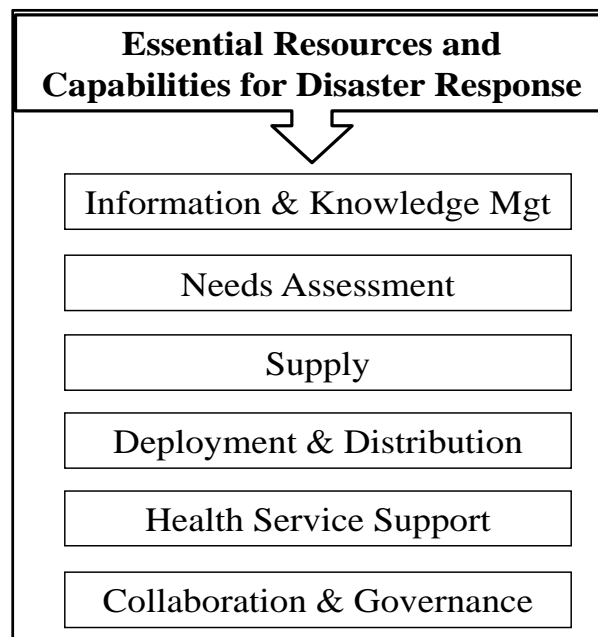 Essential Resources and
Capabilities for Disaster Response
Information & Knowledge Mgt
Needs Assessment
Supply
Deployment & Distribution
Health Service Support
Collaboration & Governance